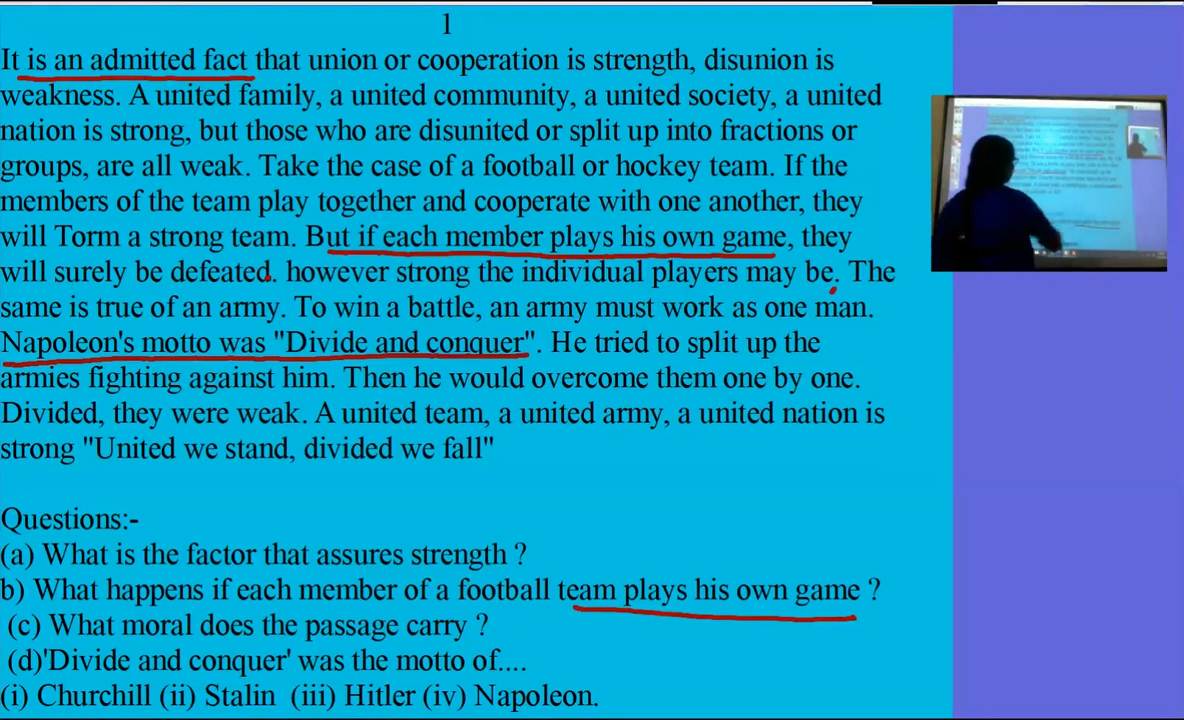 1
It is an admitted fact that union or cooperation is strength, disunion is
weakness. A united family, a united community, a united society, a united
nation is strong, but those who are disunited or split up into fractions or
groups, are all weak. Take the case of a football or hockey team. If the
members of the team play together and cooperate with one another, they
will Torm a strong team. But if each member plays his own game, they
will surely be defeated. however strong the individual players may be. The
same is true of an army. To win a battle, an army must work as one man.
Napoleon's motto was "Divide and conquer". He tried to split up the
armies fighting against him. Then he would overcome them one by one.
Divided, they were weak. A united team, a united army, a united nation is
strong "United we stand, divided we fall"
Questions:-
(a) What is the factor that assures strength ?
b) What happens if each member of a football team plays his own game ?
(c) What moral does the passage carry ?
(d)'Divide and conquer' was the motto of....
(i) Churchill (ii) Stalin (iii) Hitler (iv) Napoleon.